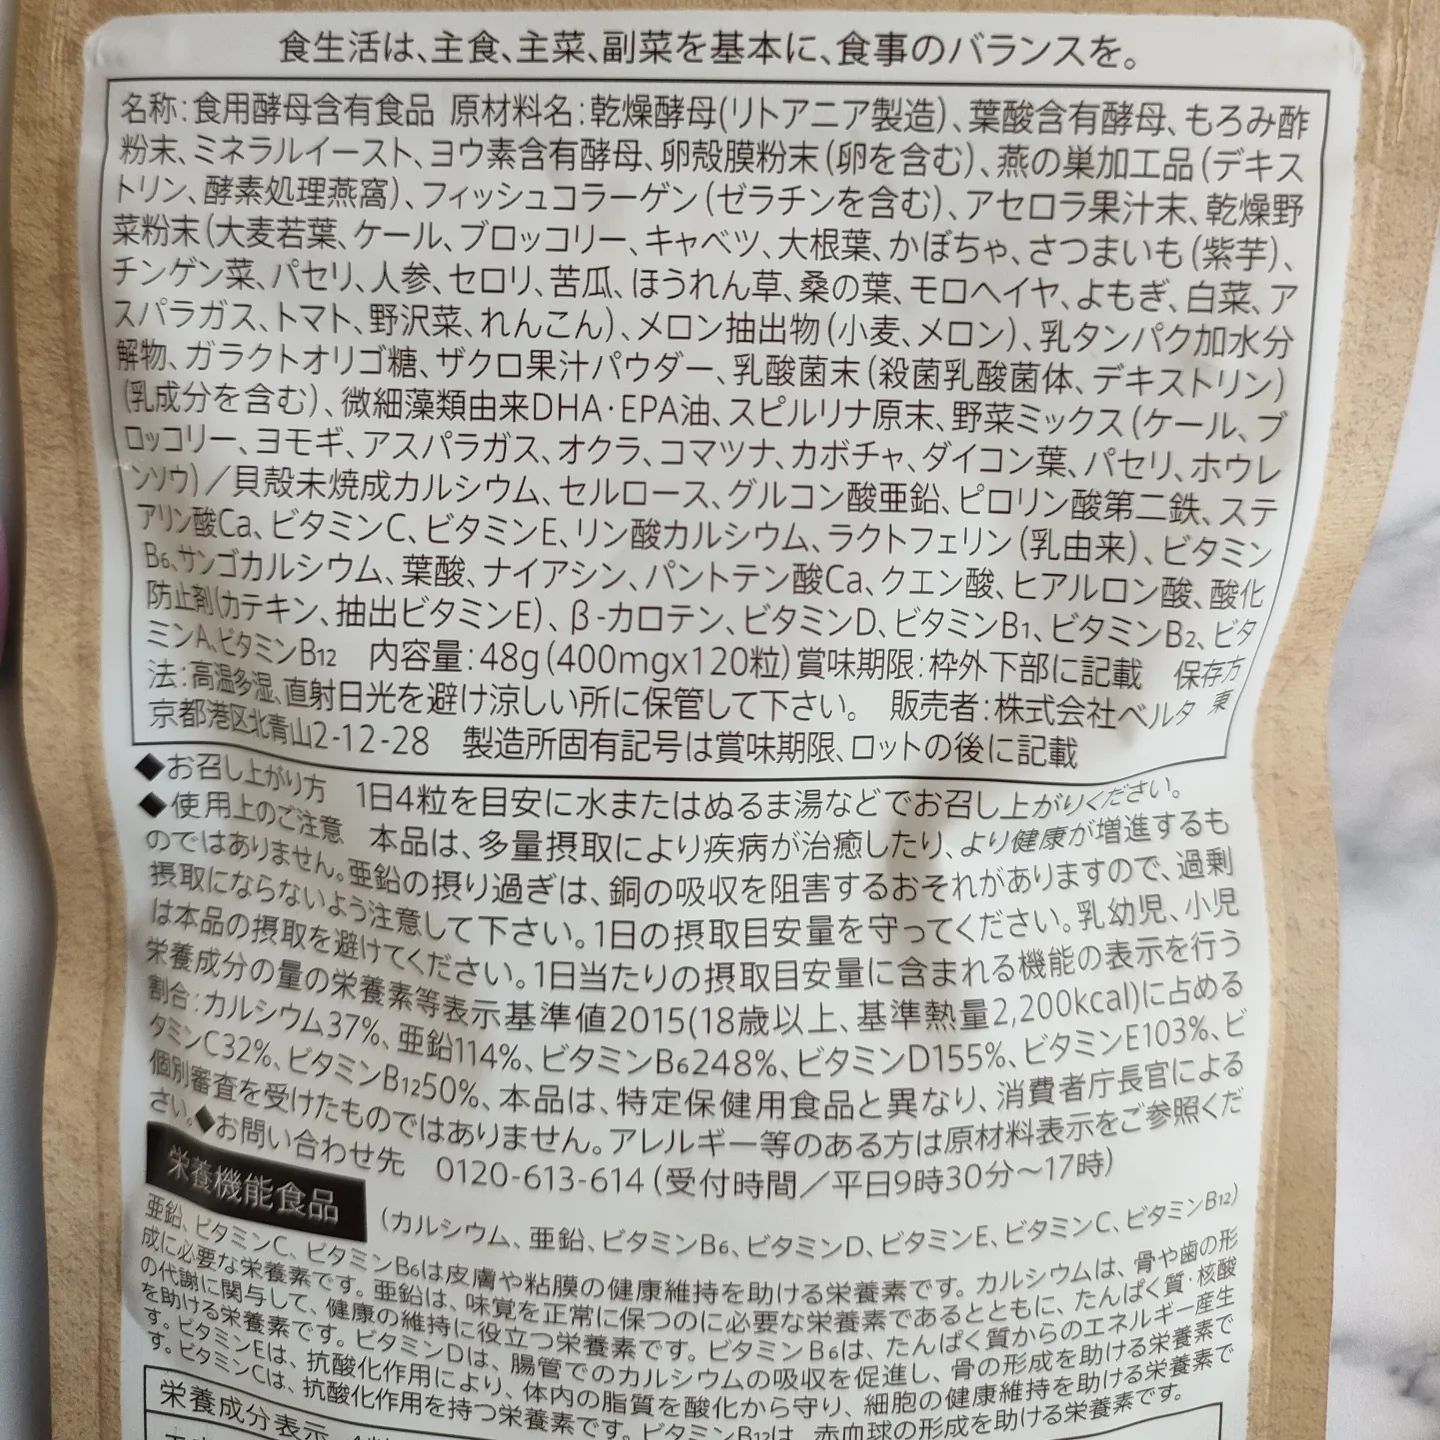 食生活は、主食、主菜、副菜を基本に、食事のバランスを。
名称:食用酵母含有食品 原材料名:乾燥酵母(リトアニア製造)、葉酸含有酵母、もろみ酢
粉末、ミネラルイースト、ヨウ素含有酵母、卵殻膜粉末(卵を含む)、燕の巣加工品(デキス
トリン、酵素処理燕窩)、フィッシュコラーゲン(ゼラチンを含む)、アセロラ果汁末、乾燥野
菜粉末(大麦若葉、ケール、ブロッコリー、キャベツ、大根葉、かぼちゃ、さつまいも(紫芋)、
チンゲン菜、パセリ、人参、セロリ、苦瓜、ほうれん草、桑の葉、モロヘイヤ、よもぎ、白菜、ア
スパラガス、トマト、野沢菜、れんこん)、メロン抽出物(小麦、メロン)、乳タンパク加水分
解物、ガラクトオリゴ糖、ザクロ果汁パウダー、乳酸菌末(殺菌乳酸菌体、デキストリン)
(乳成分を含む)、微細藻類由来DHA・EPA油、スピルリナ原末、野菜ミックス(ケール、ブ
ロッコリー、ヨモギ、アスパラガス、オクラ、コマツナ、カボチャ、ダイコン葉、パセリ、ホウレ
ンソウ)/貝殻未焼成カルシウム、セルロース、グルコン酸亜鉛、ピロリン酸第二鉄、ステ
アリン酸Ca、ビタミンC、ビタミンE、リン酸カルシウム、ラクトフェリン(乳由来)、ビタミン
B6、サンゴカルシウム、葉酸、ナイアシン、パントテン酸Ca、クエン酸、ヒアルロン酸、酸化
防止剤(カテキン、抽出ビタミンE)、β-カロテン、ビタミンD、ビタミンB1、ビタミンB2、ビタ
ミンA、ビタミンB12 内容量:48g(400mgx120粒)賞味期限:枠外下部に記載 保存方
法:高温多湿、直射日光を避け涼しい所に保管して下さい。 販売者:株式会社ベルタ 東
京都港区北青山2-12-28 製造所固有記号は賞味期限、ロットの後に記載
◆お召し上がり方 1日4粒を目安に水またはぬるま湯などでお召し上がりください。
◆使用上のご注意 本品は、多量摂取により疾病が治癒したり、より健康が増進するも
のではありません。亜鉛の摂り過ぎは、銅の吸収を阻害するおそれがありますので、過剰
摂取にならないよう注意して下さい。1日の摂取目安量を守ってください。乳幼児、小児
は本品の摂取を避けてください。1日当たりの摂取目安量に含まれる機能の表示を行う
栄養成分の量の栄養素等表示基準値2015(18歳以上、基準熱量2,200kcal)に占める
割合:カルシウム37%、亜鉛114%、ビタミンB6248%、ビタミンD155%、ビタミンE103%、ビ
タミンC32%、ビタミンB1250%、本品は、特定保健用食品と異なり、消費者庁長官による
個別審査を受けたものではありません。アレルギー等のある方は原材料表示をご参照くだ
さい。◆お問い合わせ先 0120-613-614(受付時間/平日9時30分〜17時)
栄養機能食品 (カルシウム、亜鉛、ビタミンB6、ビタミンD、ビタミンE、ビタミンC、ビタミンB12)
亜鉛、ビタミンC、ビタミンB6は皮膚や粘膜の健康維持を助ける栄養素です。カルシウムは、骨や歯の形
成に必要な栄養素です。亜鉛は、味覚を正常に保つのに必要な栄養素であるとともに、たんぱく質・核酸
の代謝に関与して、健康の維持に役立つ栄養素です。ビタミンB6は、たんぱく質からのエネルギー産生
を助ける栄養素です。ビタミンDは、腸管でのカルシウムの吸収を促進し、骨の形成を助ける栄養素で
す。ビタミンEは、抗酸化作用により、体内の脂質を酸化から守り、細胞の健康維持を助ける栄養素で
す。ビタミンCは、抗酸化作用を持つ栄養素です。ビタミンB12は、赤血球の形成を助ける栄養素です。
栄養成分表示